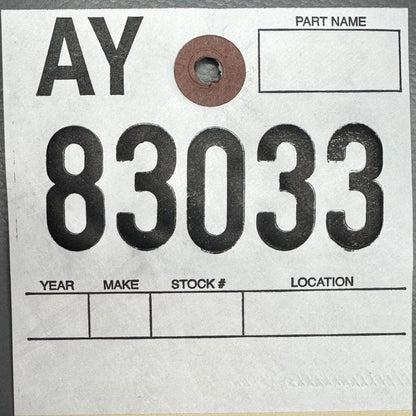 AY PART NAME
83033
YEAR MAKE STOCK # LOCATION